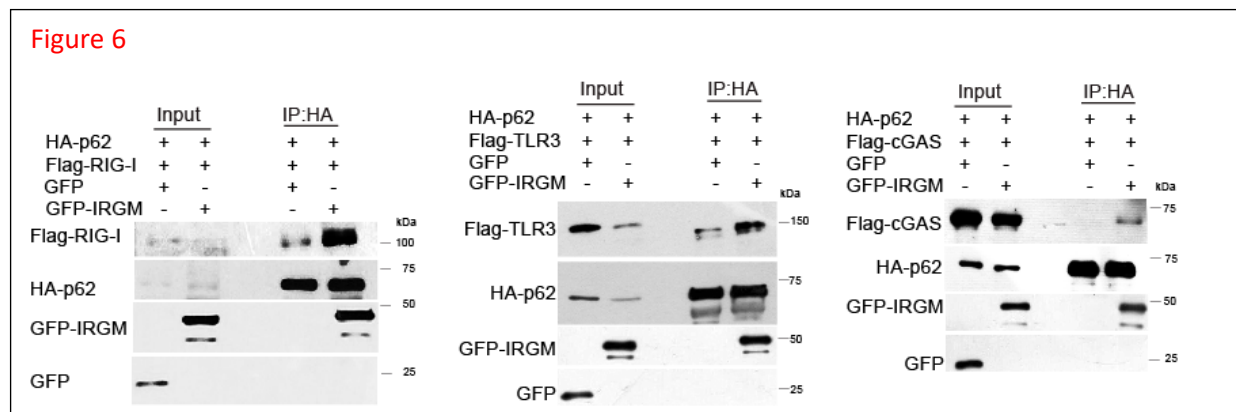 Figure 6
Input IP:HA
HA-p62 + + + +
Flag-RIG-I + + + +
GFP + - + -
GFP-IRGM - + - +
kDa
Flag-RIG-I 100
75
HA-p62
50
GFP-IRGM
25
GFP
Input IP:HA
HA-p62 + + + +
Flag-TLR3 + + + +
GFP + - + -
GFP-IRGM - + - +
kDa
150
Flag-TLR3
75
HA-p62
50
GFP-IRGM
25
GFP
Input IP:HA
HA-p62 + + + +
Flag-cGAS + + + +
GFP + - + -
GFP-IRGM - + - +
kDa
75
Flag-cGAS
75
HA-p62
50
GFP-IRGM
25
GFP